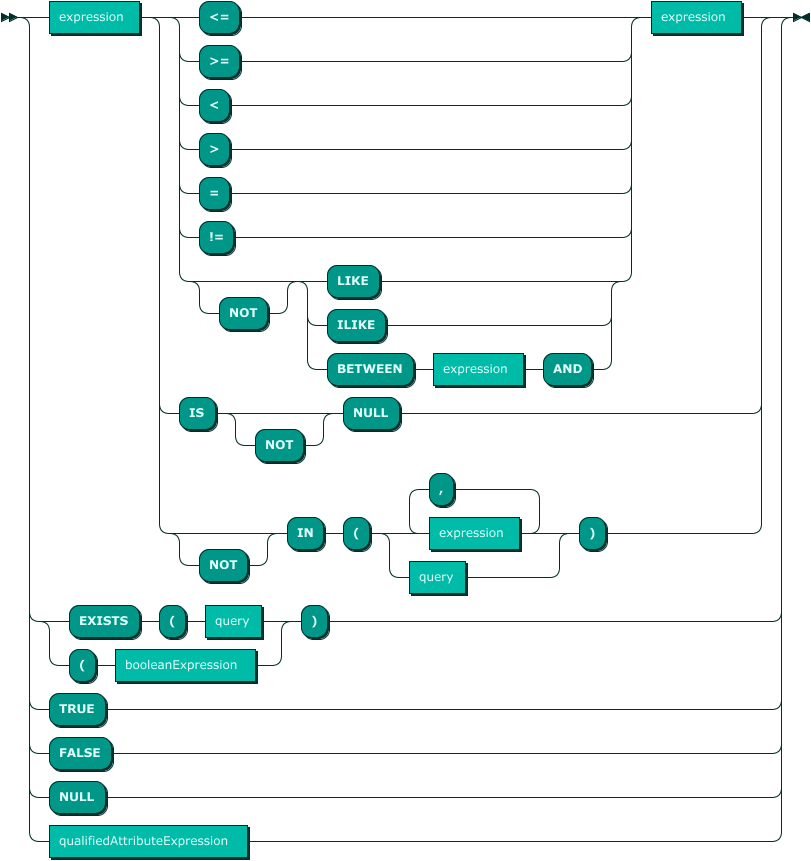 expression <= expression
>=
<
>
=
!=
LIKE
NOT
ILIKE
BETWEEN expression AND
IS NULL
NOT
,
IN ( expression )
NOT
query
EXISTS ( query )
( booleanExpression
TRUE
FALSE
NULL
qualifiedAttributeExpression